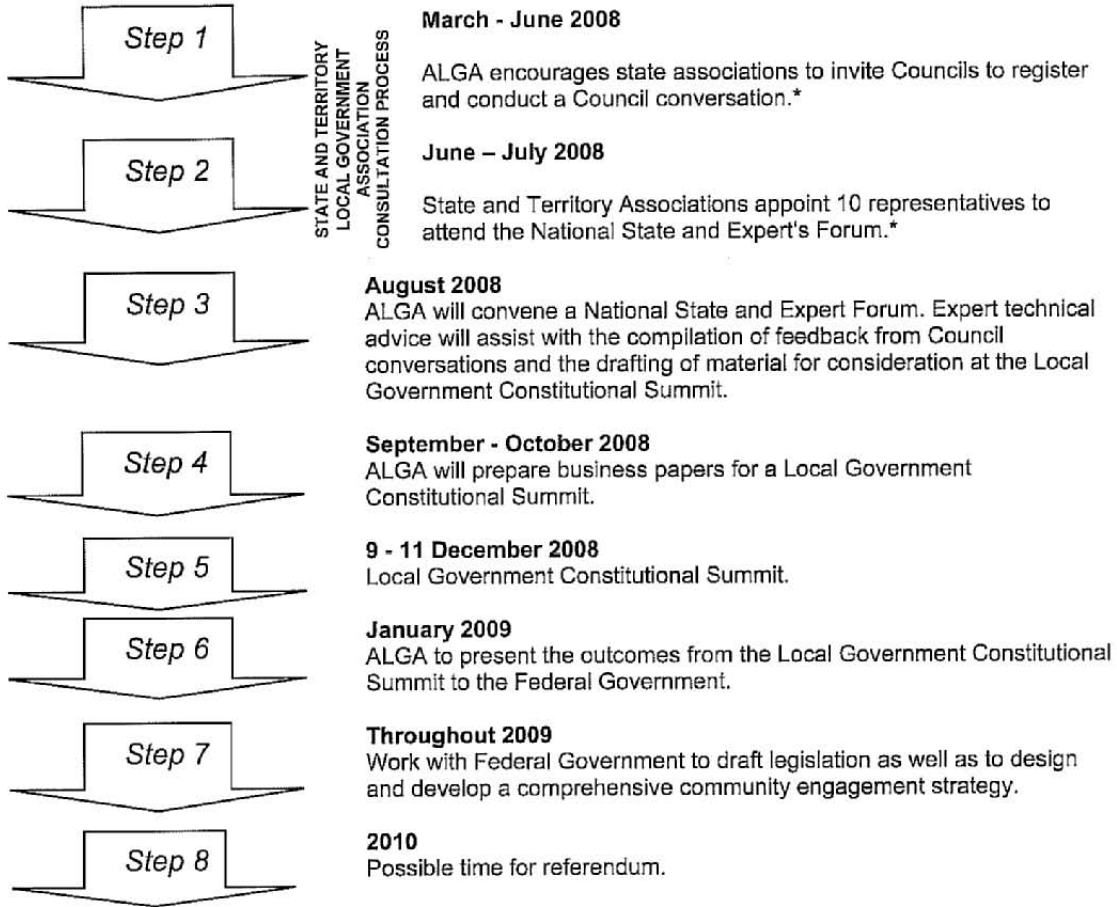 Step 1
March - June 2008
ALGA encourages state associations to invite Councils to register
and conduct a Council conversation.*
STATE AND TERRITORY
LOCAL GOVERNMENT
ASSOCIATION
CONSULTATION PROCESS
Step 2
June – July 2008
State and Territory Associations appoint 10 representatives to
attend the National State and Expert's Forum.*
Step 3
August 2008
ALGA will convene a National State and Expert Forum. Expert technical
advice will assist with the compilation of feedback from Council
conversations and the drafting of material for consideration at the Local
Government Constitutional Summit.
Step 4
September - October 2008
ALGA will prepare business papers for a Local Government
Constitutional Summit.
Step 5
9 - 11 December 2008
Local Government Constitutional Summit.
Step 6
January 2009
ALGA to present the outcomes from the Local Government Constitutional
Summit to the Federal Government.
Step 7
Throughout 2009
Work with Federal Government to draft legislation as well as to design
and develop a comprehensive community engagement strategy.
Step 8
2010
Possible time for referendum.